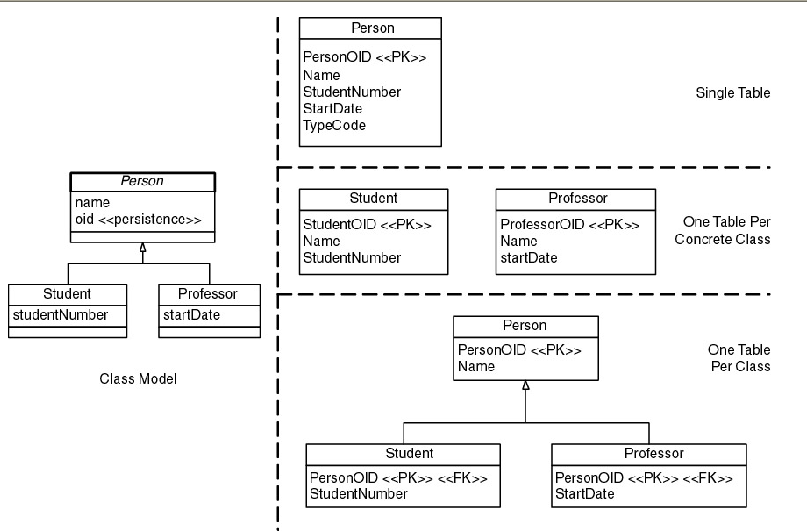 Person
name
oid <<persistence>>
Student
studentNumber
Professor
startDate
Class Model
Person
PersonOID <<PK>>
Name
StudentNumber
StartDate
TypeCode
Single Table
Student
StudentOID <<PK>>
Name
StudentNumber
Professor
ProfessorOID <<PK>>
Name
startDate
One Table Per
Concrete Class
Person
PersonOID <<PK>>
Name
One Table
Per Class
Student
PersonOID <<PK>> <<FK>>
StudentNumber
Professor
PersonOID <<PK>> <<FK>>
StartDate